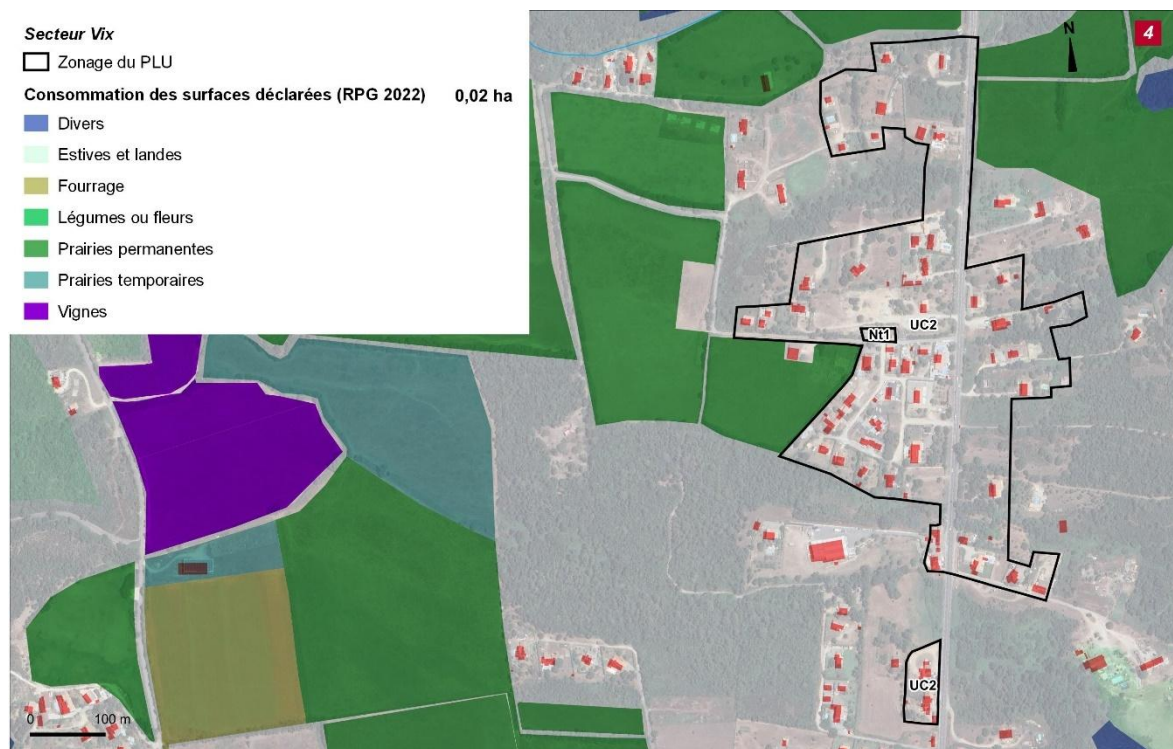 Secteur Vix
Zonage du PLU
Consommation des surfaces déclarées (RPG 2022) 0,02 ha
Divers
Estives et landes
Fourrage
Légumes ou fleurs
Prairies permanentes
Prairies temporaires
Vignes
N
4
UC2
Nt1
UC2
0 100 m